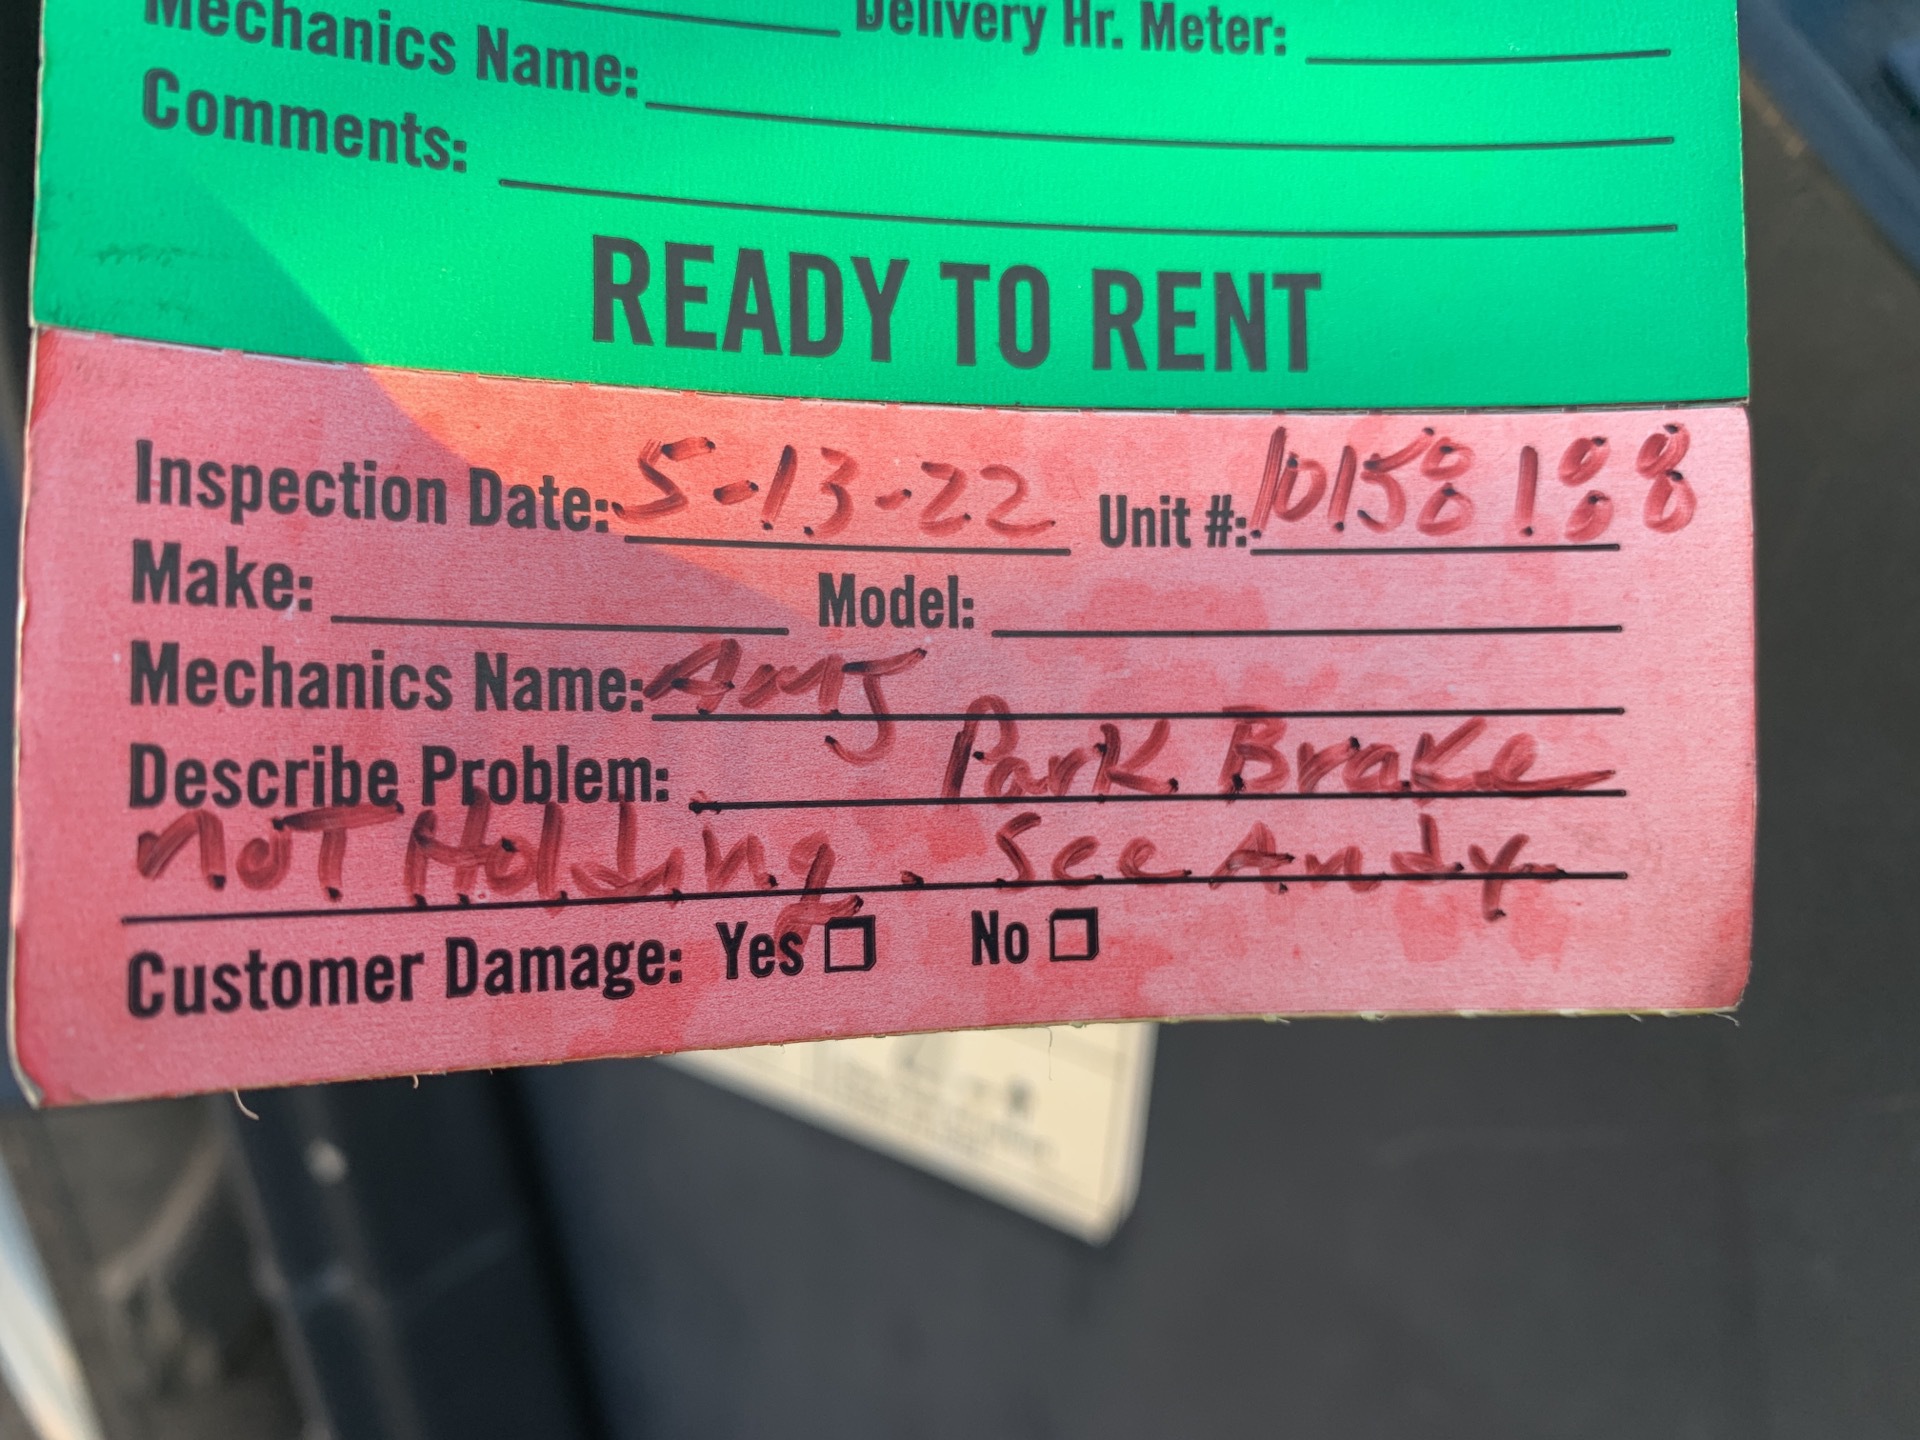 Mechanics Name: Delivery Hr. Meter:
Comments:
READY TO RENT
Inspection Date: 5-13-22 Unit #: 10158188
Make: Model:
Mechanics Name: AMJ
Describe Problem: Park Brake
NoT Holding. See Andy
Customer Damage: Yes No